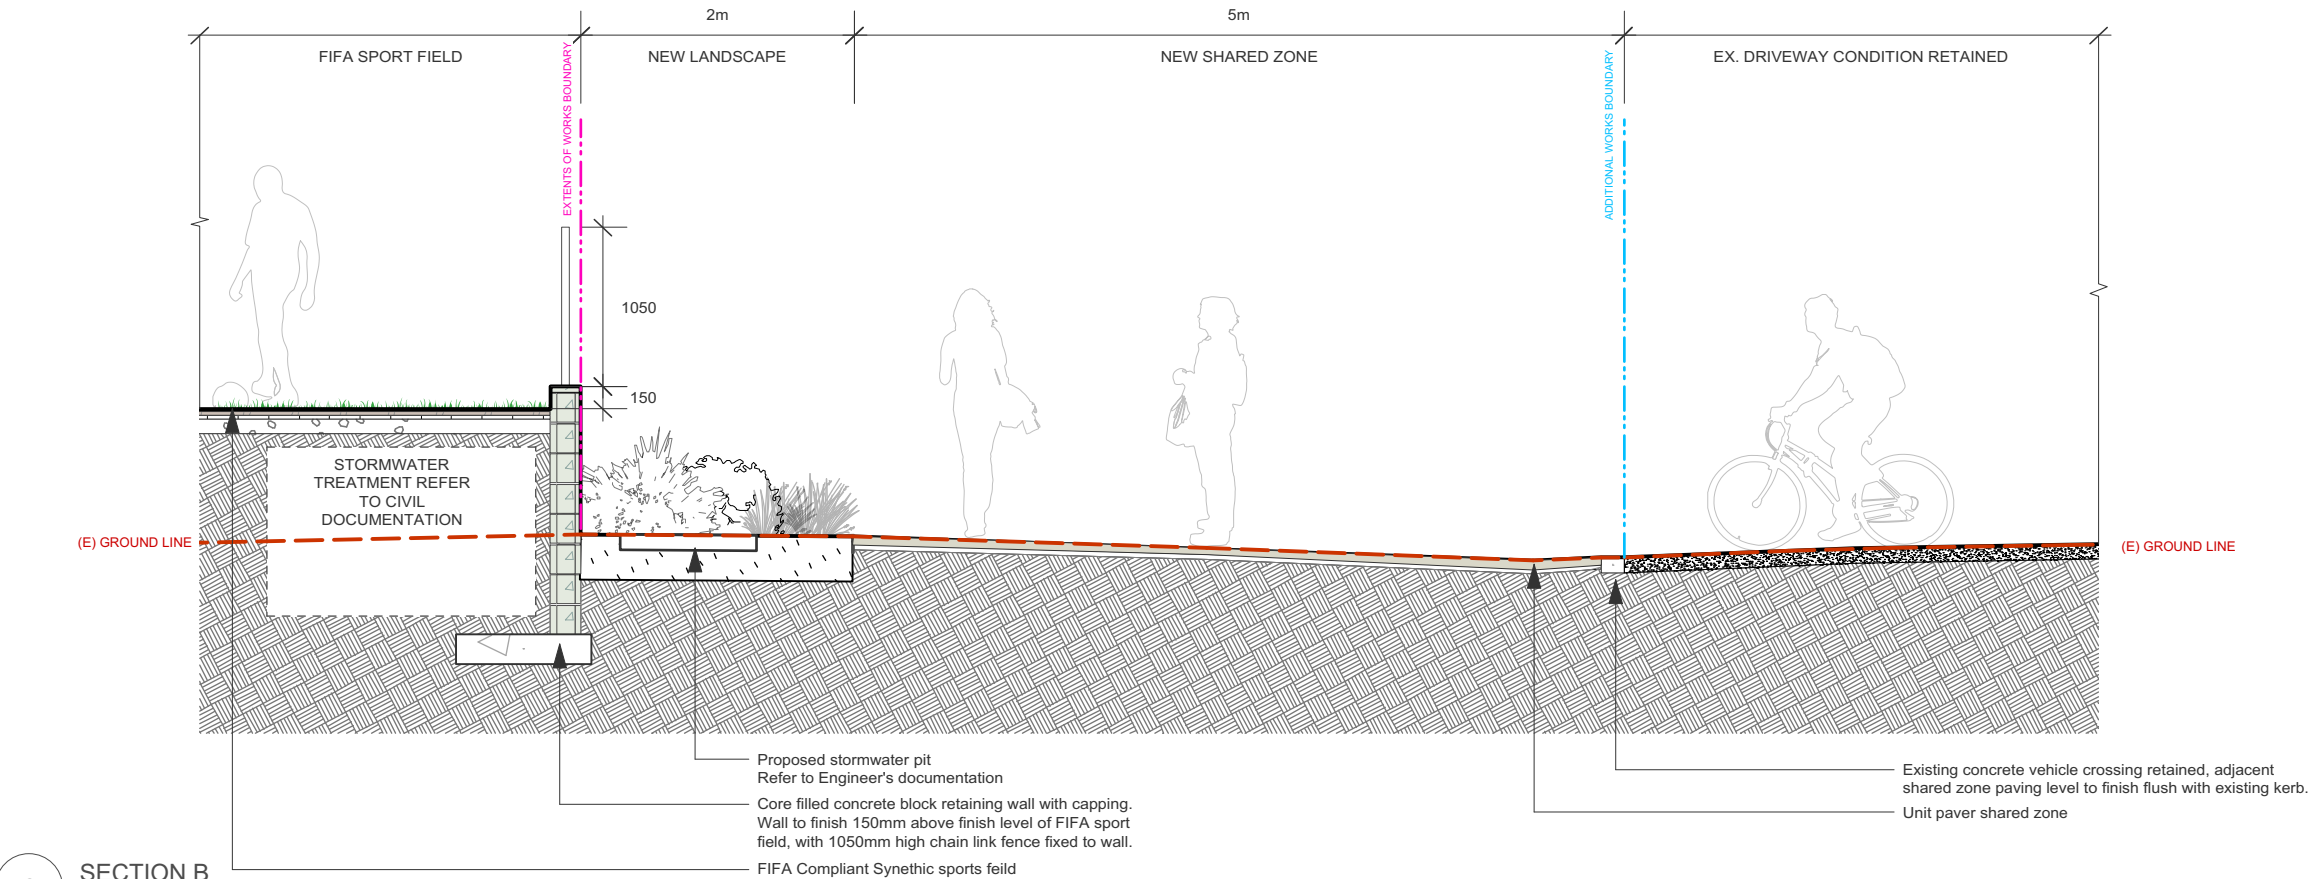 2m
5m
FIFA SPORT FIELD
NEW LANDSCAPE
NEW SHARED ZONE
EX. DRIVEWAY CONDITION RETAINED
EXTENTS OF WORKS BOUNDARY
ADDITIONAL WORKS BOUNDARY
1050
150
STORMWATER
TREATMENT REFER
TO CIVIL
DOCUMENTATION
(E) GROUND LINE
(E) GROUND LINE
Proposed stormwater pit
Refer to Engineer's documentation
Core filled concrete block retaining wall with capping.
Wall to finish 150mm above finish level of FIFA sport
field, with 1050mm high chain link fence fixed to wall.
FIFA Compliant Synethic sports feild
Existing concrete vehicle crossing retained, adjacent
shared zone paving level to finish flush with existing kerb.
Unit paver shared zone
SECTION B